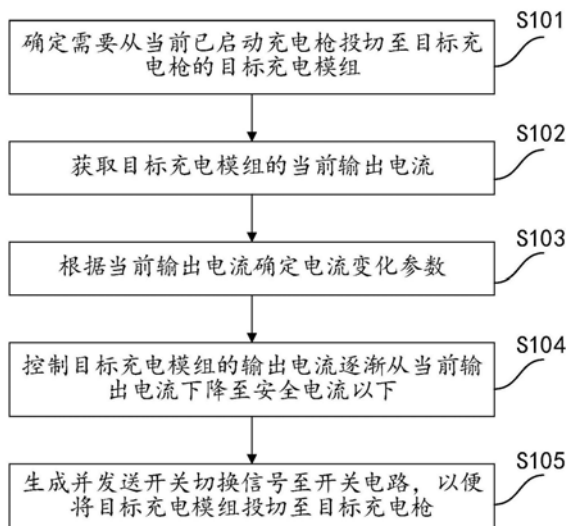 S101
确定需要从当前已启动充电枪投切至目标充
电枪的目标充电模组
S102
获取目标充电模组的当前输出电流
S103
根据当前输出电流确定电流变化参数
S104
控制目标充电模组的输出电流逐渐从当前输
出电流下降至安全电流以下
S105
生成并发送开关切换信号至开关电路，以便
将目标充电模组投切至目标充电枪